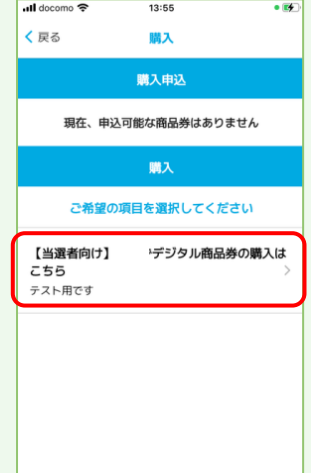 docomo 13:55
戻る 購入
購入申込
現在、申込可能な商品券はありません
購入
ご希望の項目を選択してください
【当選者向け】 デジタル商品券の購入は
こちら
テスト用です